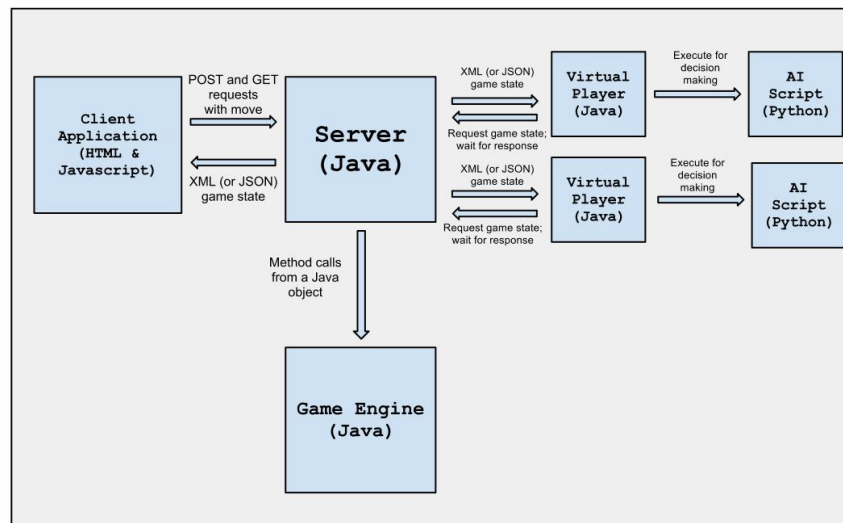 Client
Application
(HTML &
Javascript)
POST and GET
requests
with move
XML (or JSON)
game state
Server
(Java)
XML (or JSON)
game state
Request game state;
wait for response
Virtual
Player
(Java)
Execute for
decision
making
AI
Script
(Python)
XML (or JSON)
game state
Request game state;
wait for response
Virtual
Player
(Java)
Execute for
decision
making
AI
Script
(Python)
Method calls
from a Java
object
Game Engine
(Java)